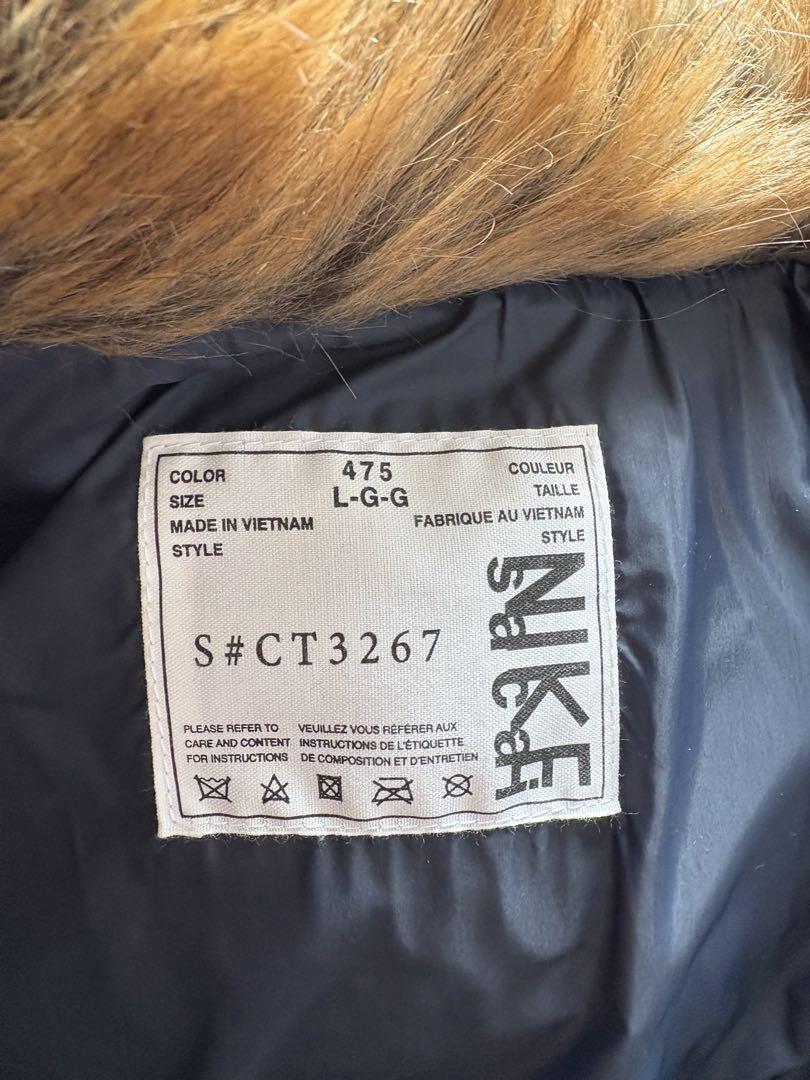 COLOR 475 COULEUR
SIZE L-G-G TAILLE
MADE IN VIETNAM FABRIQUE AU VIETNAM
STYLE STYLE
S#CT3267
NIKE
sacai
PLEASE REFER TO VEUILLEZ VOUS RÉFÉRER AUX
CARE AND CONTENT INSTRUCTIONS DE L'ÉTIQUETTE
FOR INSTRUCTIONS DE COMPOSITION ET D'ENTRETIEN